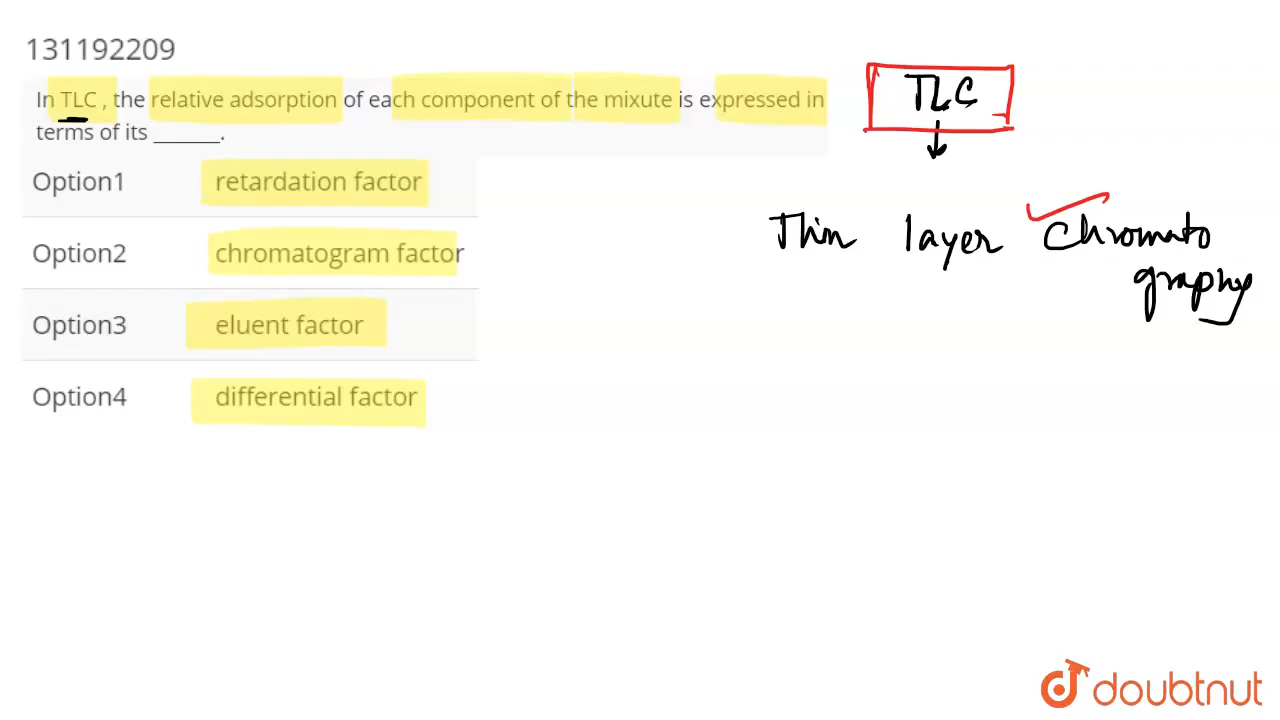 131192209
In TLC , the relative adsorption of each component of the mixute is expressed in
terms of its ______.
Option1 retardation factor
Option2 chromatogram factor
Option3 eluent factor
Option4 differential factor
TLC
Thin layer Chromato
graphy
doubtnut